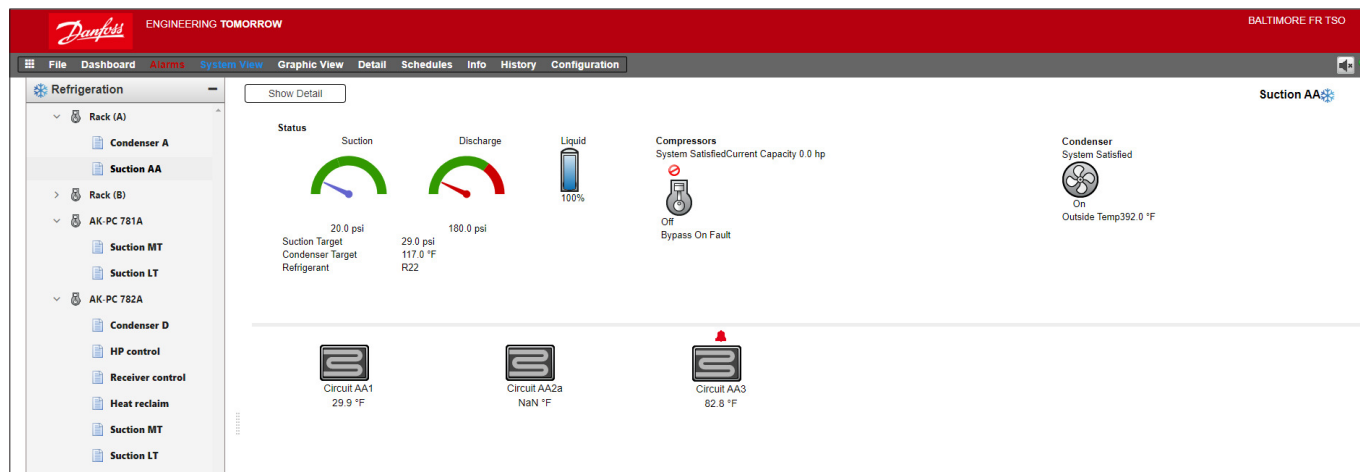 Danfoss
ENGINEERING TOMORROW
BALTIMORE FR TSO
File Dashboard Alarms System View Graphic View Detail Schedules Info History Configuration
Refrigeration
Rack (A)
Condenser A
Suction AA
Rack (B)
AK-PC 781A
Suction MT
Suction LT
AK-PC 782A
Condenser D
HP control
Receiver control
Heat reclaim
Suction MT
Suction LT
Show Detail
Suction AA
Status
Suction
20.0 psi
Discharge
180.0 psi
Liquid
100%
Suction Target 29.0 psi
Condenser Target 117.0 °F
Refrigerant R22
Compressors
System SatisfiedCurrent Capacity 0.0 hp
Off
Bypass On Fault
Condenser
System Satisfied
On
Outside Temp392.0 °F
Circuit AA1
29.9 °F
Circuit AA2a
NaN °F
Circuit AA3
82.8 °F